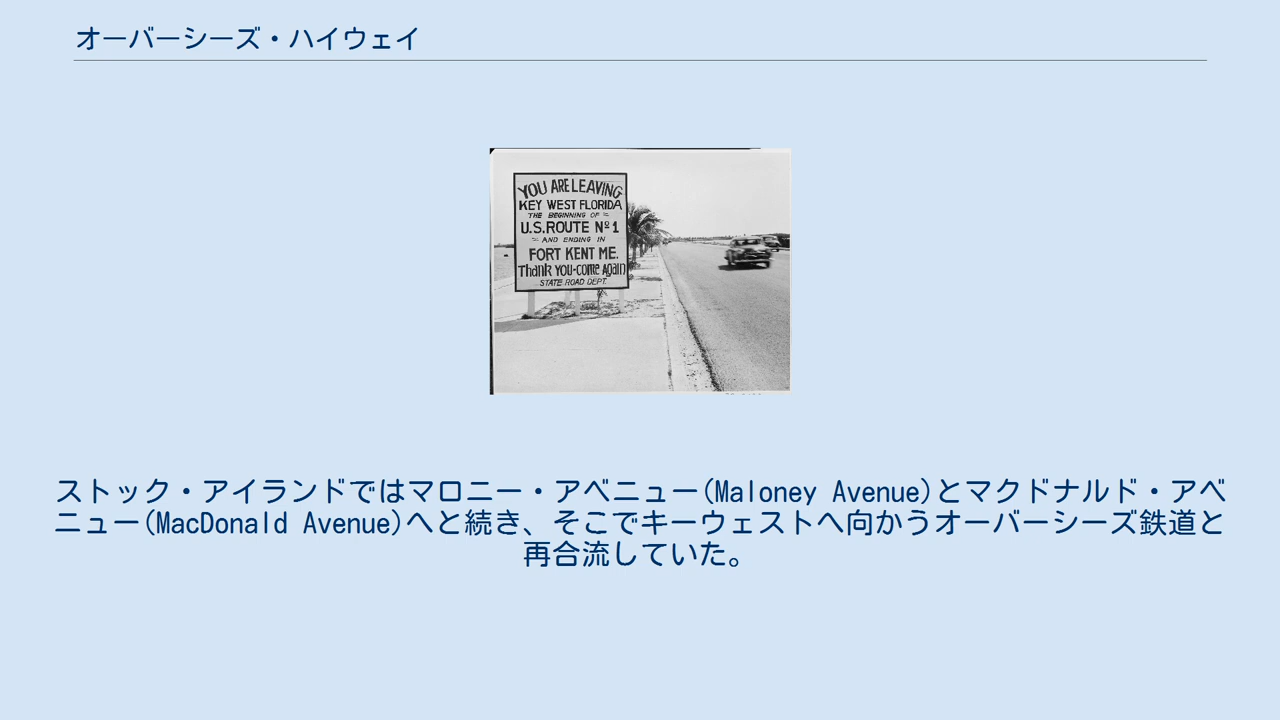 オーバーシーズ・ハイウェイ
YOU ARE LEAVING
KEY WEST FLORIDA
THE BEGINNING OF
U.S.ROUTE Nº 1
AND ENDING IN
FORT KENT ME.
Thank You-come Again
STATE ROAD DEPT.
ストック・アイランドではマロニー・アベニュー(Maloney Avenue)とマクドナルド・アベ
ニュー(MacDonald Avenue)へと続き、そこでキーウェストへ向かうオーバーシーズ鉄道と
再合流していた。